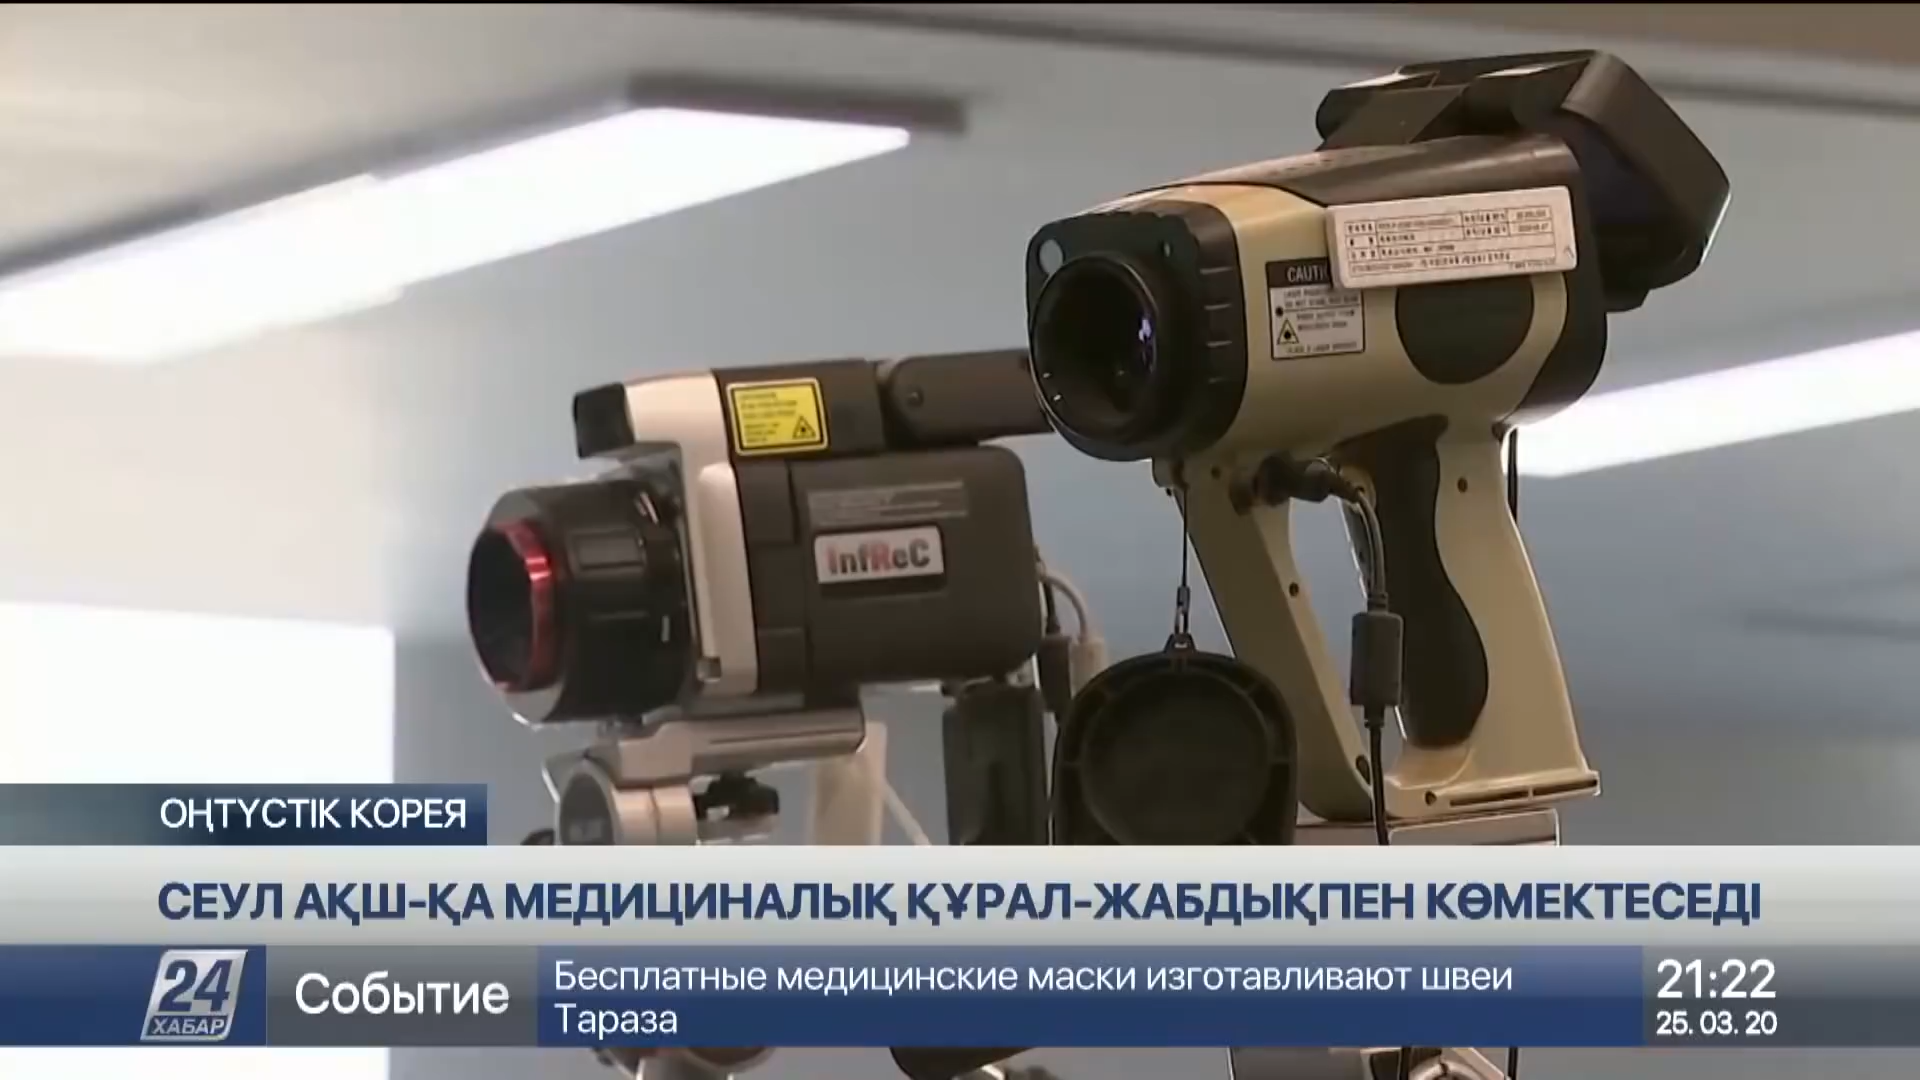 CAUTI
InfReC
ОҢТҮСТІК КОРЕЯ
СЕУЛ АҚШ-ҚА МЕДИЦИНАЛЫҚ ҚҰРАЛ-ЖАБДЫҚПЕН КӨМЕКТЕСЕДІ
24
ХАБАР
Событие
Бесплатные медицинские маски изготавливают швеи
Тараза
21:22
25. 03. 20